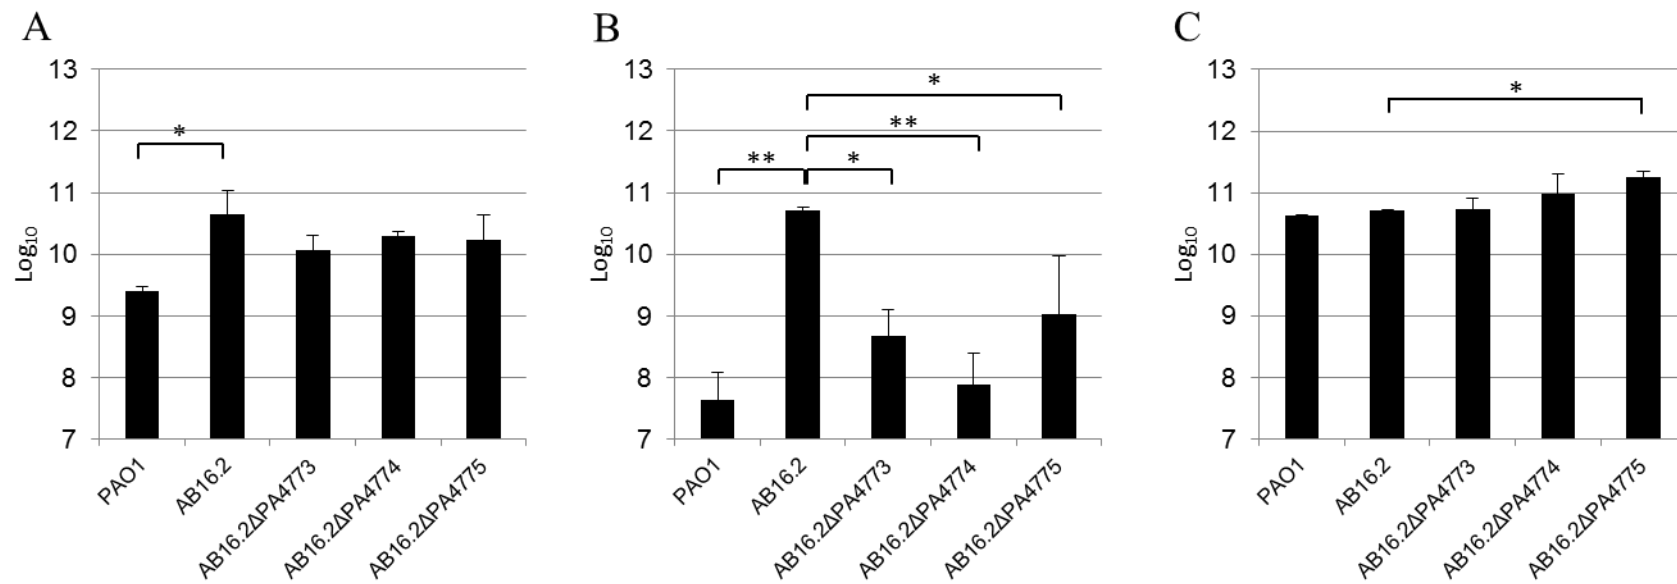 A
13
12
11
10
9
8
7
Log₁₀
*
PAO1
AB16.2
AB16.2ΔPA4773
AB16.2ΔPA4774
AB16.2ΔPA4775
B
13
12
11
10
9
8
7
Log₁₀
*
**
** *
PAO1
AB16.2
AB16.2ΔPA4773
AB16.2ΔPA4774
AB16.2ΔPA4775
C
13
12
11
10
9
8
7
Log₁₀
*
PAO1
AB16.2
AB16.2ΔPA4773
AB16.2ΔPA4774
AB16.2ΔPA4775